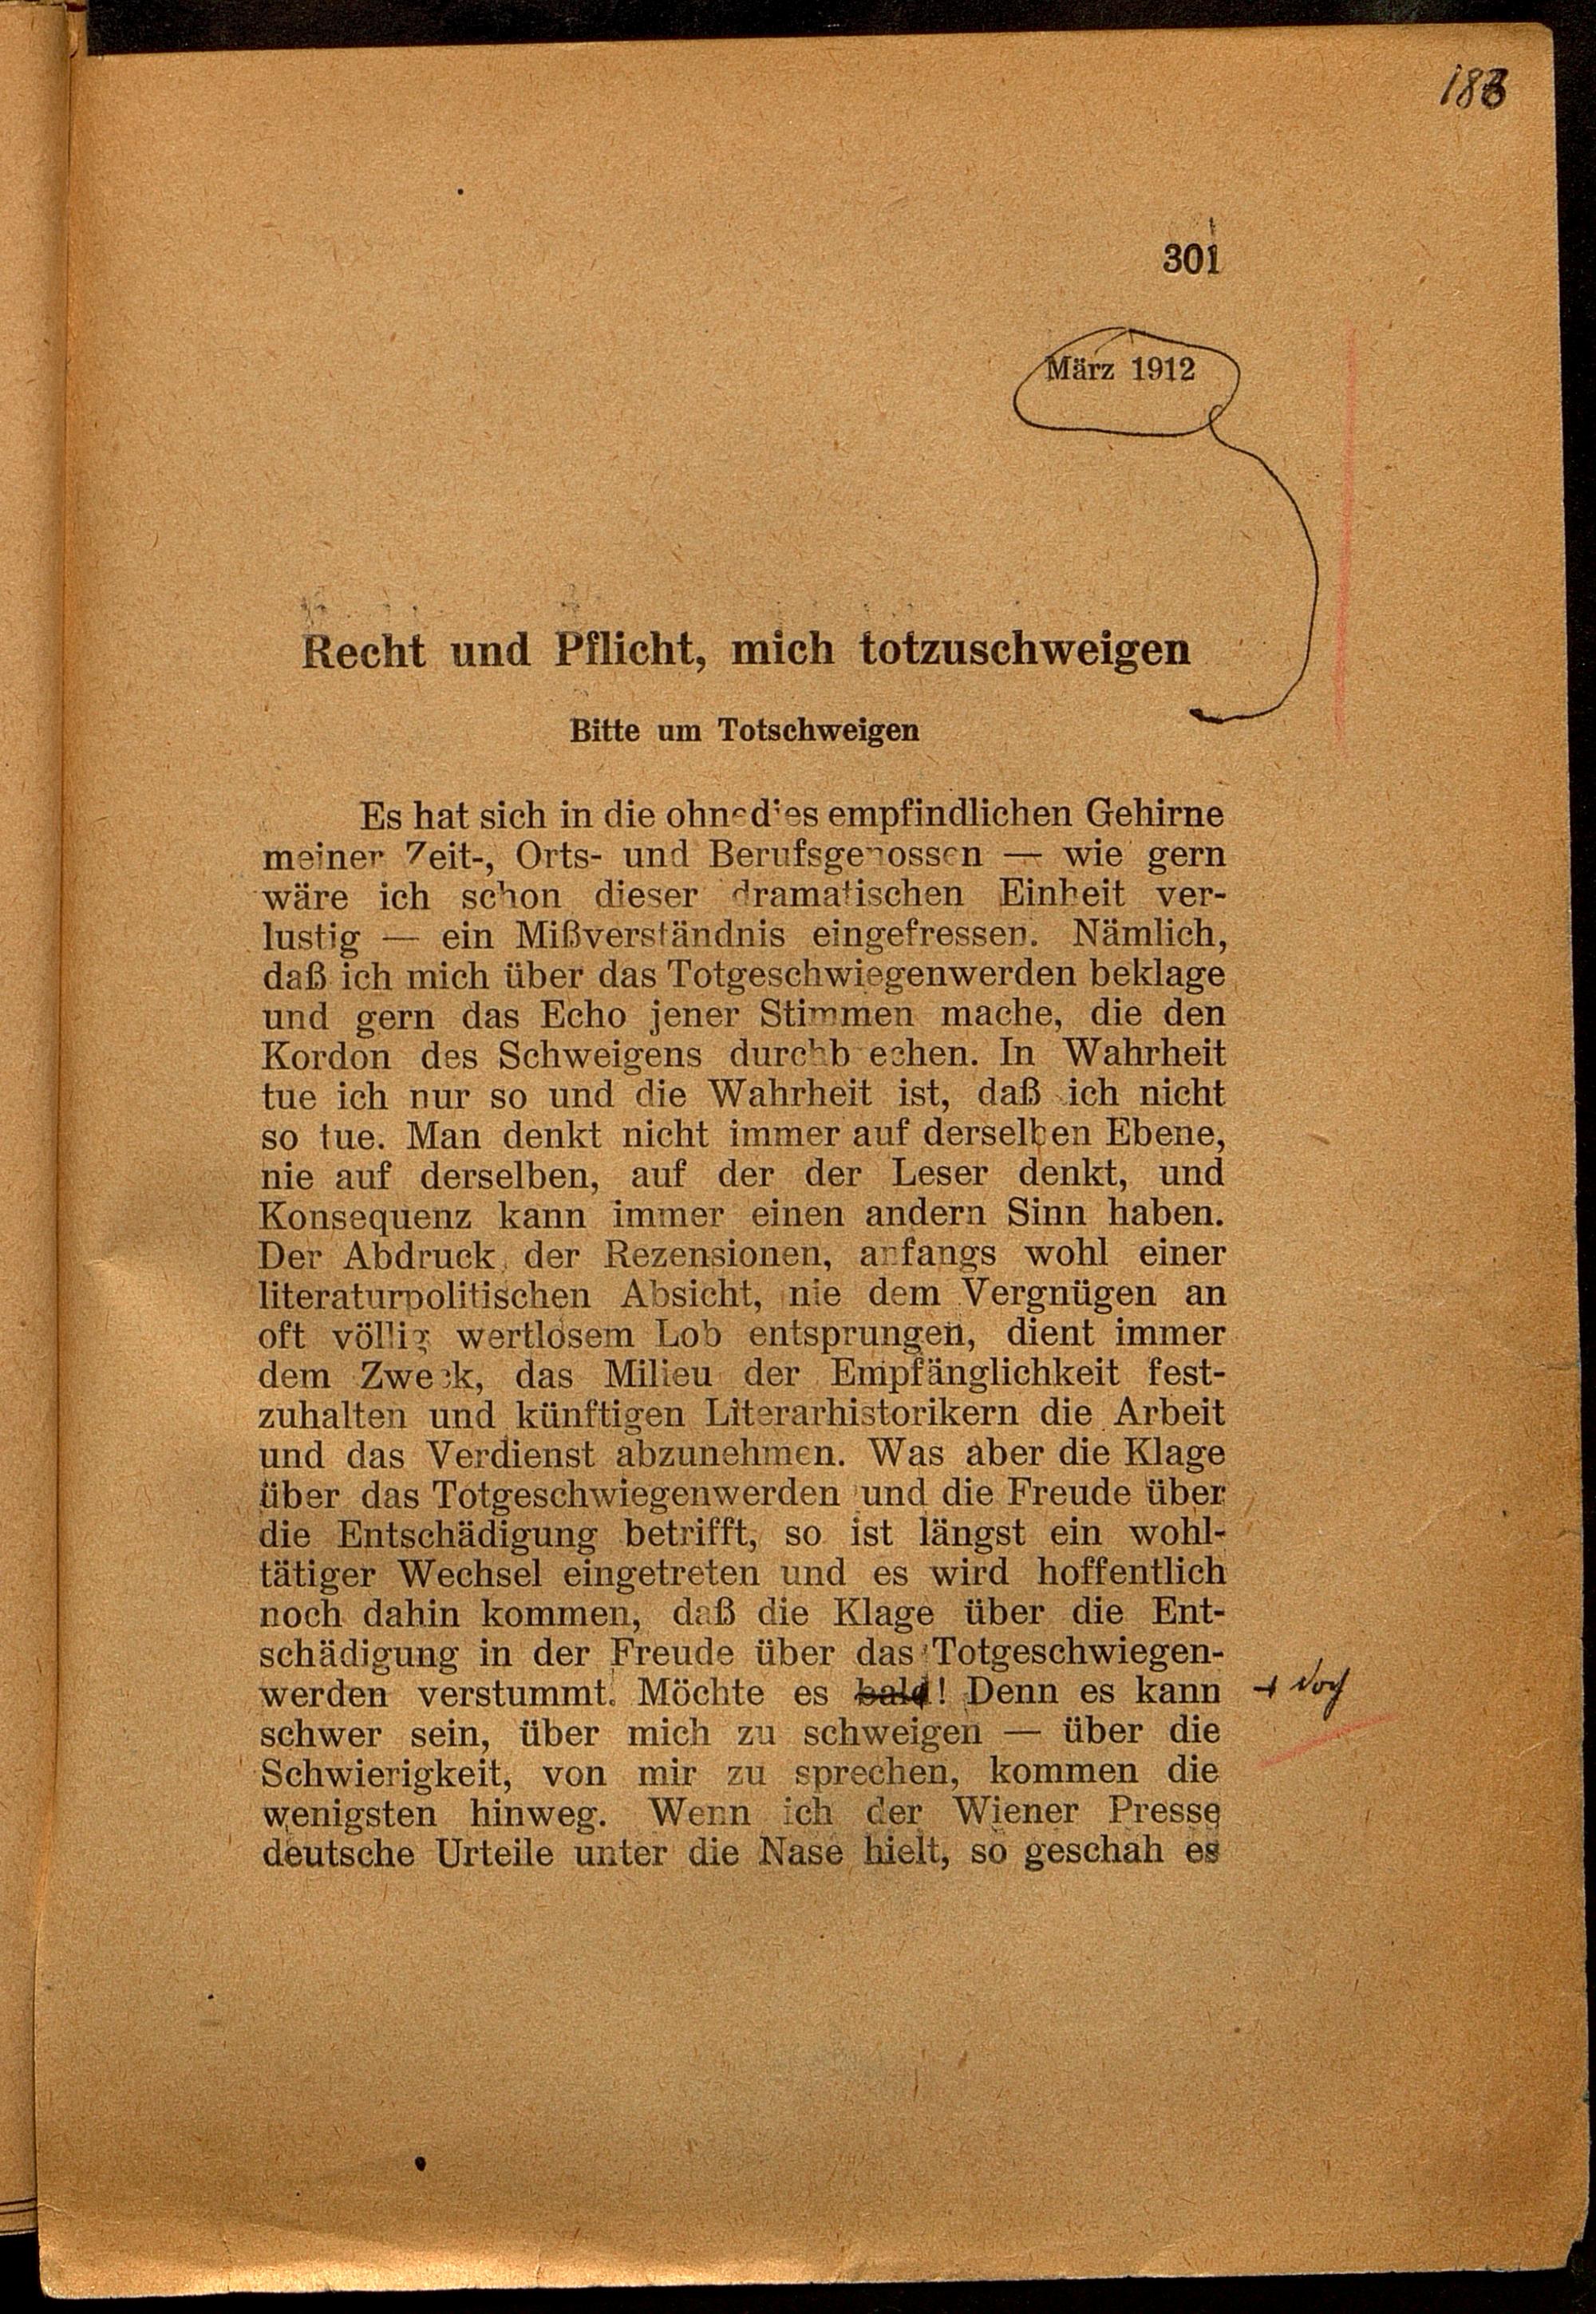 183
301
März 1912
Recht und Pflicht, mich totzuschweigen
Bitte um Totschweigen
Es hat sich in die ohnedies empfindlichen Gehirne
meiner Zeit-, Orts- und Berufsgenossen — wie gern
wäre ich schon dieser dramatischen Einheit ver-
lustig — ein Mißverständnis eingefressen. Nämlich,
daß ich mich über das Totgeschwiegenwerden beklage
und gern das Echo jener Stimmen mache, die den
Kordon des Schweigens durchbrechen. In Wahrheit
tue ich nur so und die Wahrheit ist, daß ich nicht
so tue. Man denkt nicht immer auf derselben Ebene,
nie auf derselben, auf der der Leser denkt, und
Konsequenz kann immer einen andern Sinn haben.
Der Abdruck der Rezensionen, anfangs wohl einer
literaturpolitischen Absicht, nie dem Vergnügen an
oft völlig wertlosem Lob entsprungen, dient immer
dem Zweck, das Milieu der Empfänglichkeit fest-
zuhalten und künftigen Literarhistorikern die Arbeit
und das Verdienst abzunehmen. Was aber die Klage
über das Totgeschwiegenwerden und die Freude über
die Entschädigung betrifft, so ist längst ein wohl-
tätiger Wechsel eingetreten und es wird hoffentlich
noch dahin kommen, daß die Klage über die Ent-
schädigung in der Freude über das Totgeschwiegen-
werden verstummt. Möchte es bald! Denn es kann doch
schwer sein, über mich zu schweigen — über die
Schwierigkeit, von mir zu sprechen, kommen die
wenigsten hinweg. Wenn ich der Wiener Presse
deutsche Urteile unter die Nase hielt, so geschah es